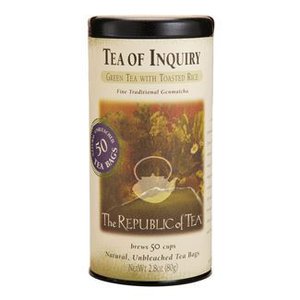 TEA OF INQUIRY
GREEN TEA WITH TOASTED RICE
Fine Traditional Genmaicha
50
TEA BAGS
The REPUBLIC of TEA
brews 50 cups
Natural, Unbleached Tea Bags
Net Wt 2.8oz (80g)